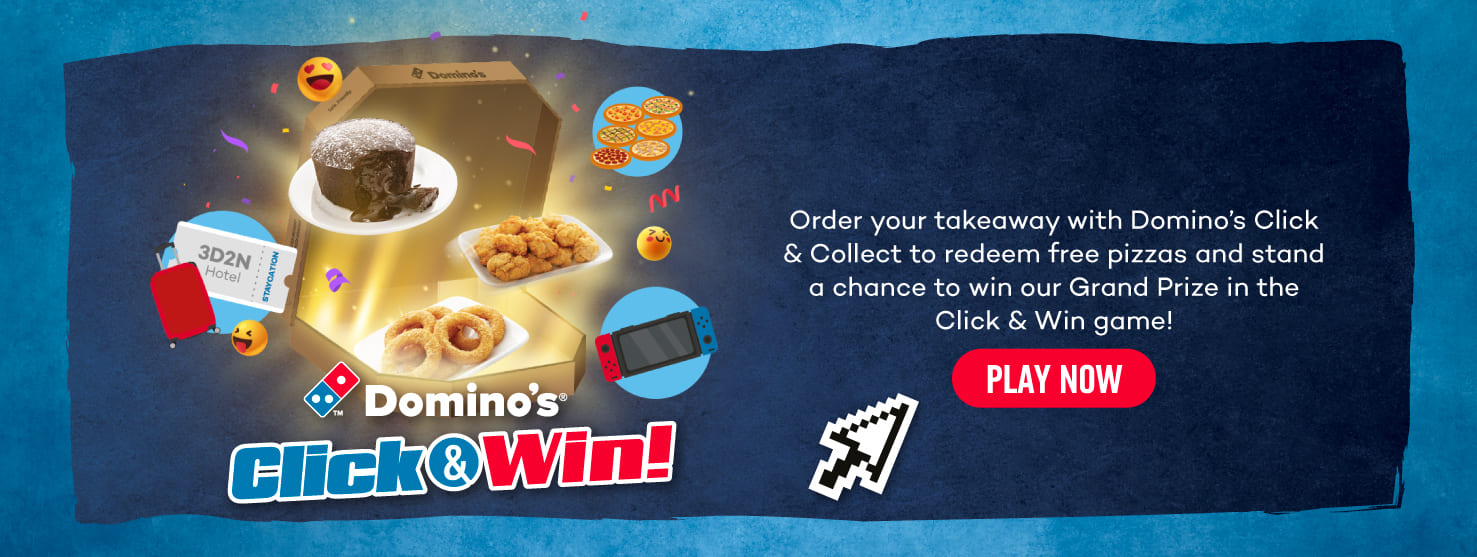 Domino's
3D2N
Hotel
STAYCATION
Domino's®
™
Click & Win!
Order your takeaway with Domino's Click
& Collect to redeem free pizzas and stand
a chance to win our Grand Prize in the
Click & Win game!
PLAY NOW